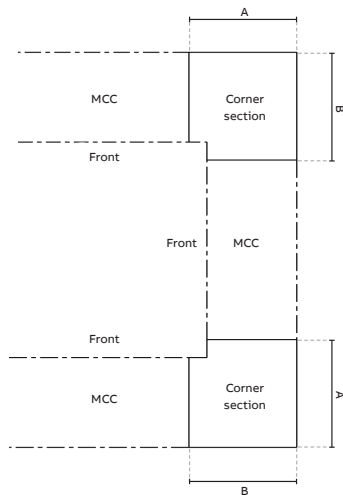 A
MCC
Corner
section
B
Front
Front
MCC
Front
MCC
Corner
section
A
B